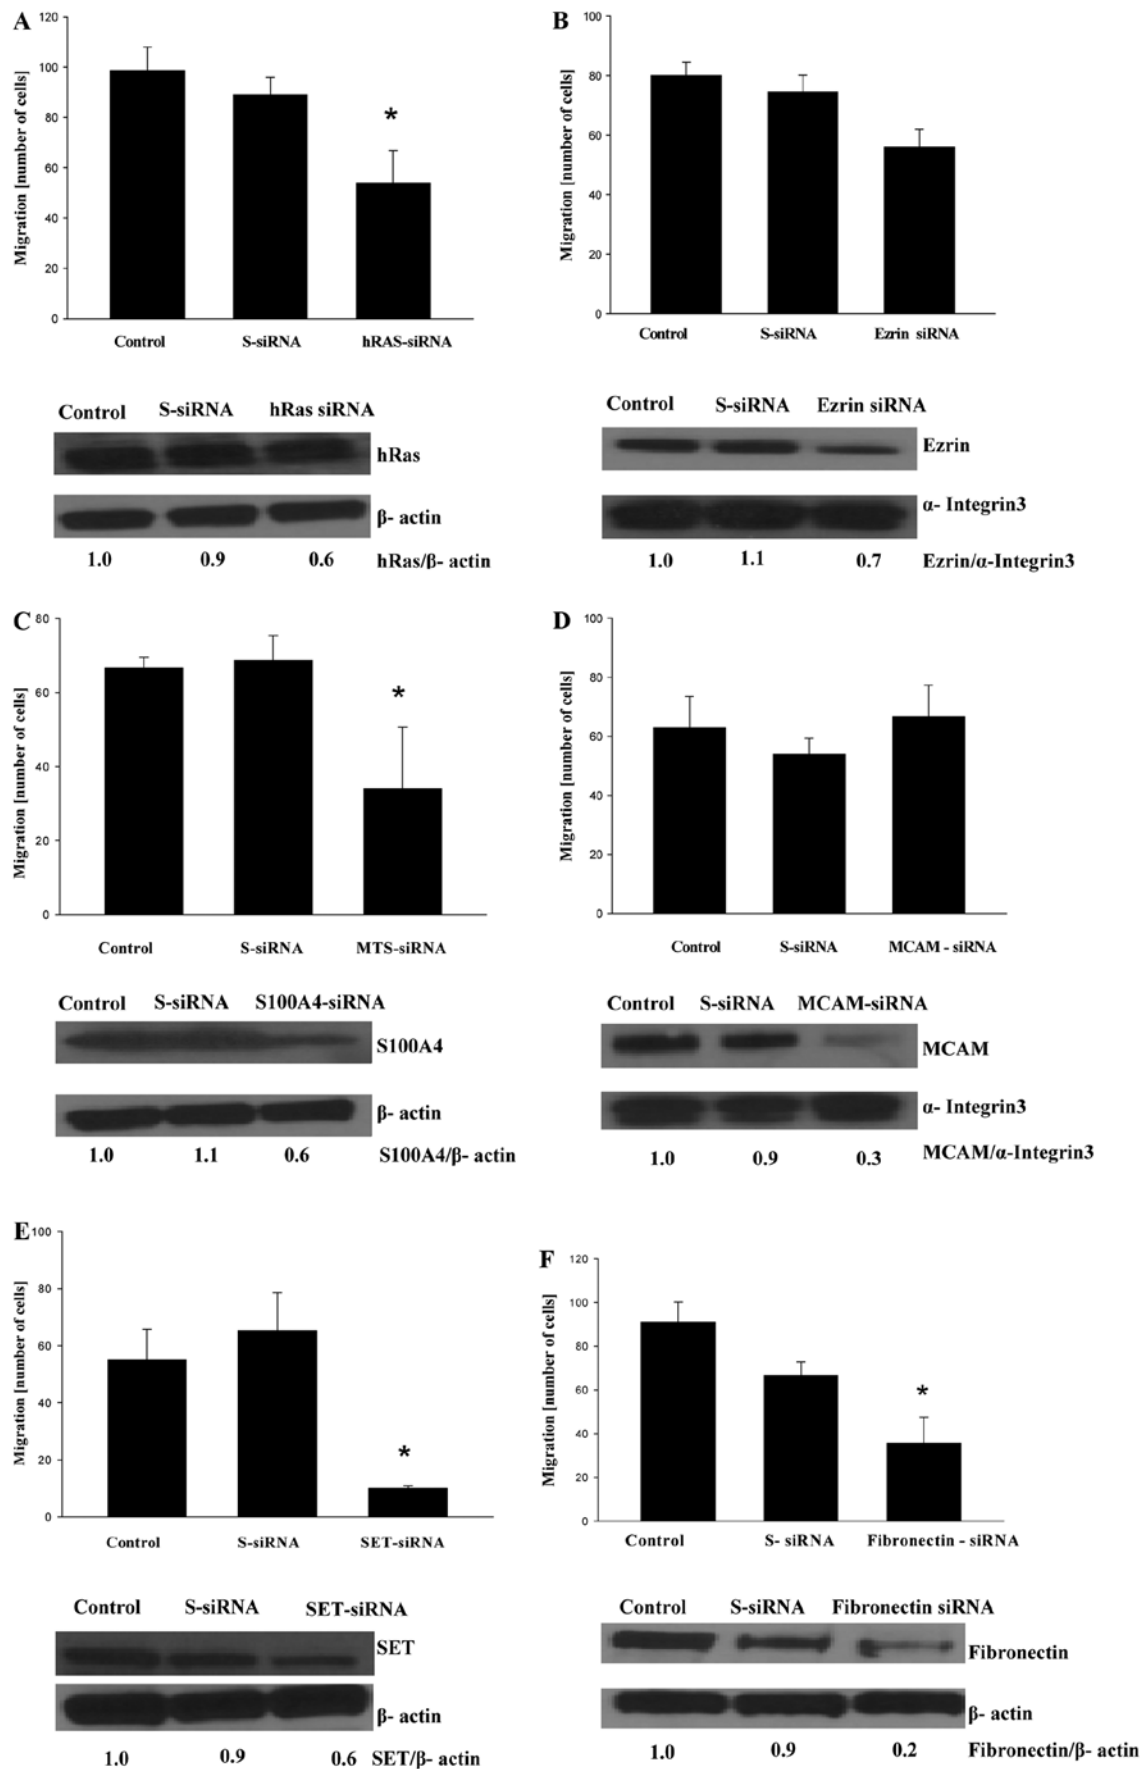 A
120
100
80
60
40
20
0
Migration [number of cells]
*
Control S-siRNA hRAS-siRNA
Control S-siRNA hRas siRNA
hRas
β- actin
1.0 0.9 0.6 hRas/β- actin
B
100
80
60
40
20
0
Migration [number of cells]
Control S-siRNA Ezrin siRNA
Control S-siRNA Ezrin siRNA
Ezrin
α- Integrin3
1.0 1.1 0.7 Ezrin/α-Integrin3
C
80
60
40
20
0
Migration [number of cells]
*
Control S-siRNA MTS-siRNA
Control S-siRNA S100A4-siRNA
S100A4
β- actin
1.0 1.1 0.6 S100A4/β- actin
D
100
80
60
40
20
0
Migration [number of cells]
Control S-siRNA MCAM - siRNA
Control S-siRNA MCAM-siRNA
MCAM
α- Integrin3
1.0 0.9 0.3 MCAM/α-Integrin3
E
100
80
60
40
20
0
Migration [number of cells]
*
Control S-siRNA SET-siRNA
Control S-siRNA SET-siRNA
SET
β- actin
1.0 0.9 0.6 SET/β- actin
F
120
100
80
60
40
20
0
Migration [number of cells]
*
Control S- siRNA Fibronectin - siRNA
Control S-siRNA Fibronectin siRNA
Fibronectin
β- actin
1.0 0.9 0.2 Fibronectin/β- actin